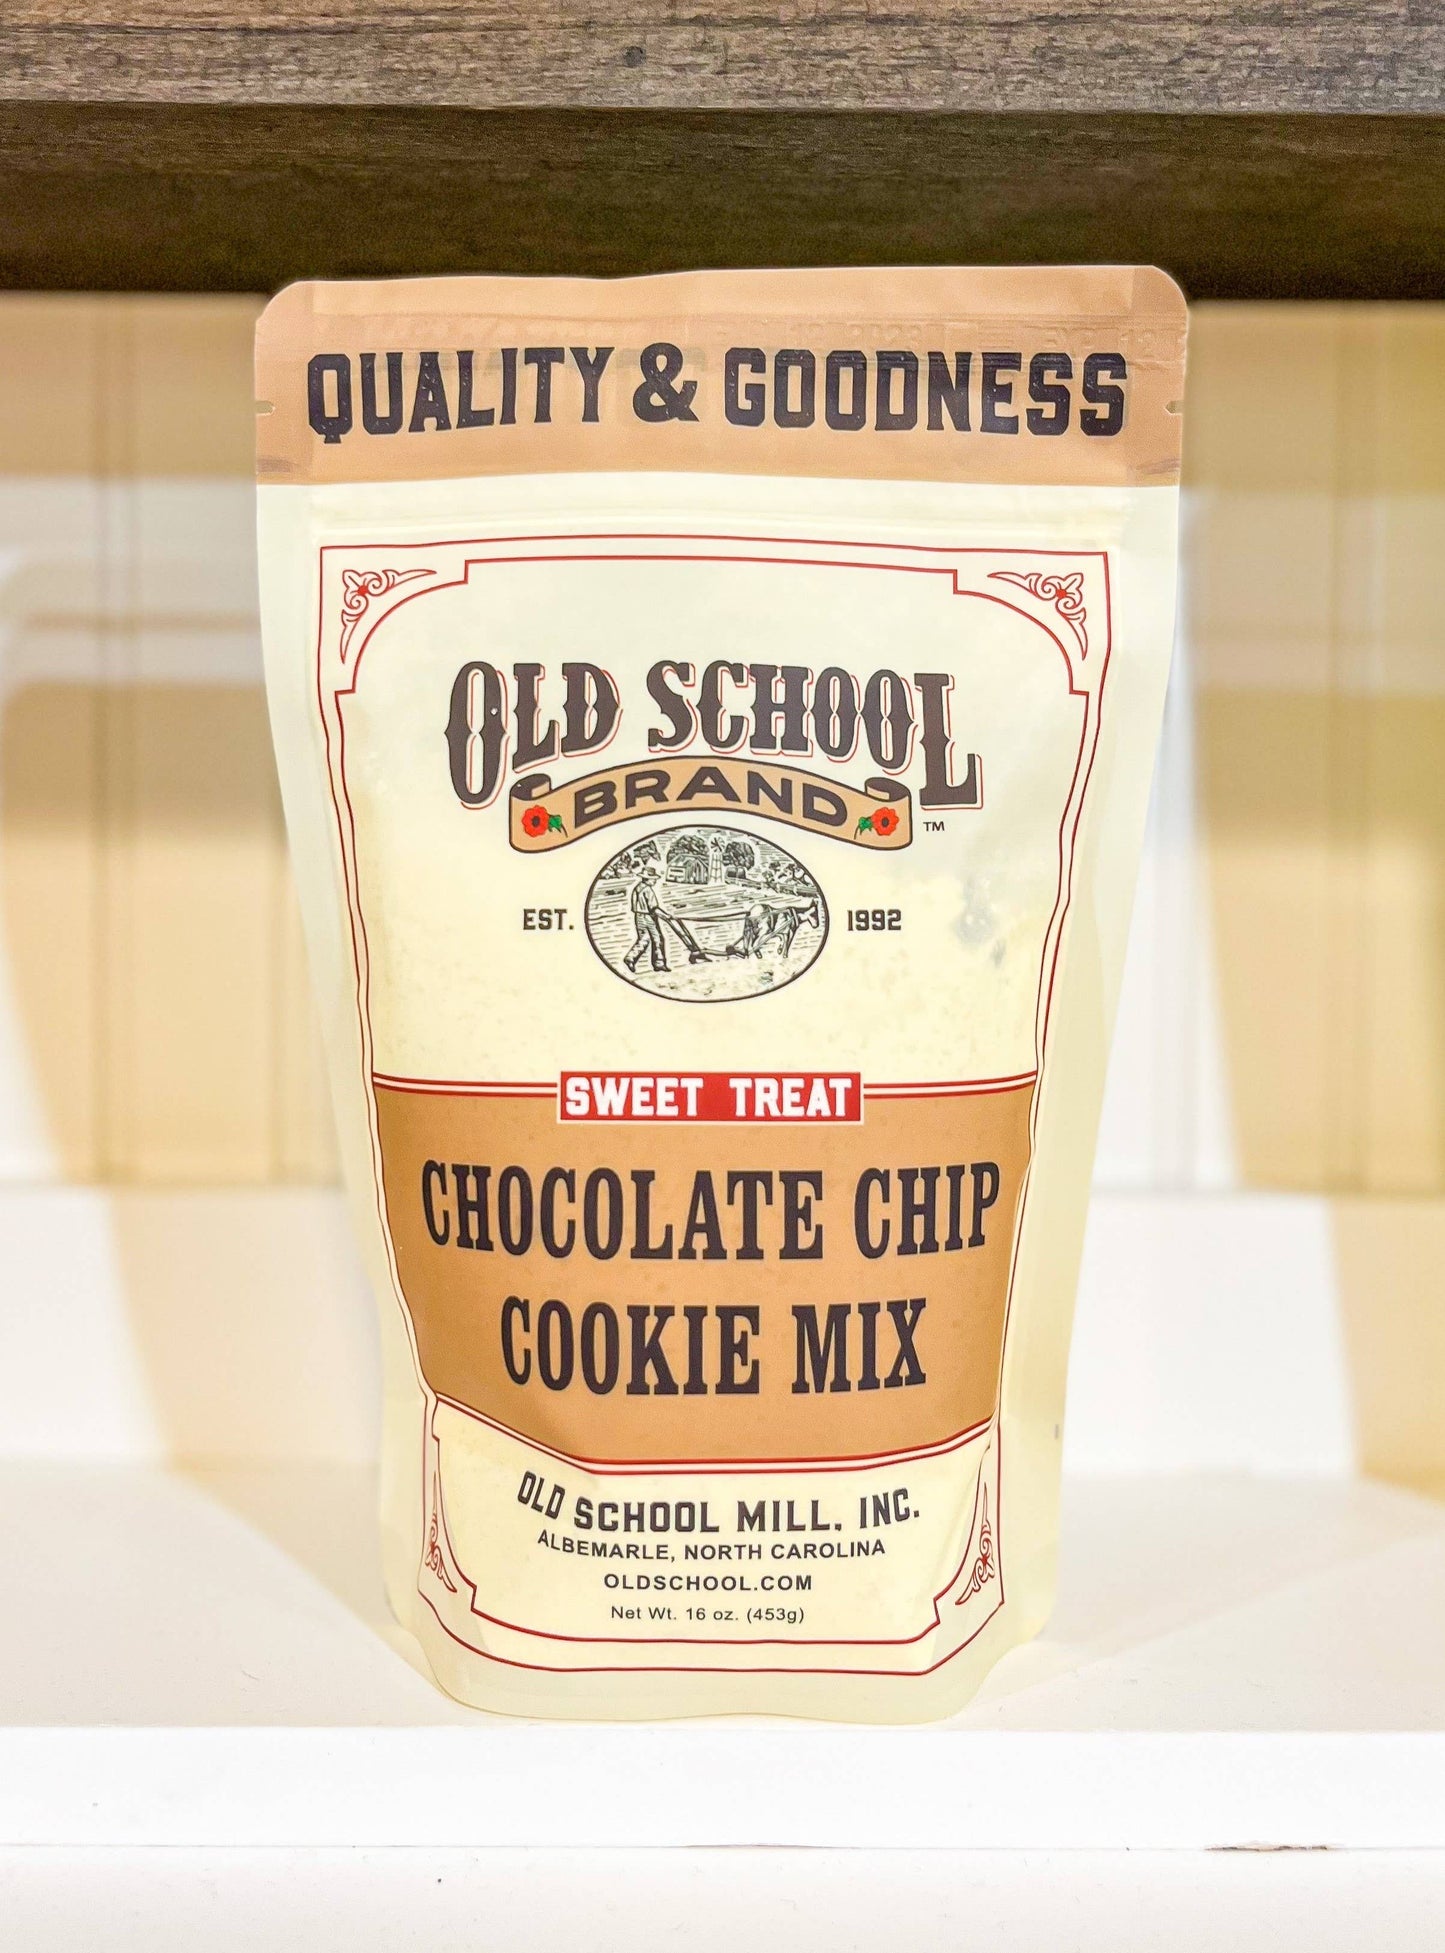 QUALITY & GOODNESS
OLD SCHOOL
BRAND
™
EST. 1992
SWEET TREAT
CHOCOLATE CHIP
COOKIE MIX
OLD SCHOOL MILL, INC.
ALBEMARLE, NORTH CAROLINA
OLDSCHOOL.COM
Net Wt. 16 oz. (453g)